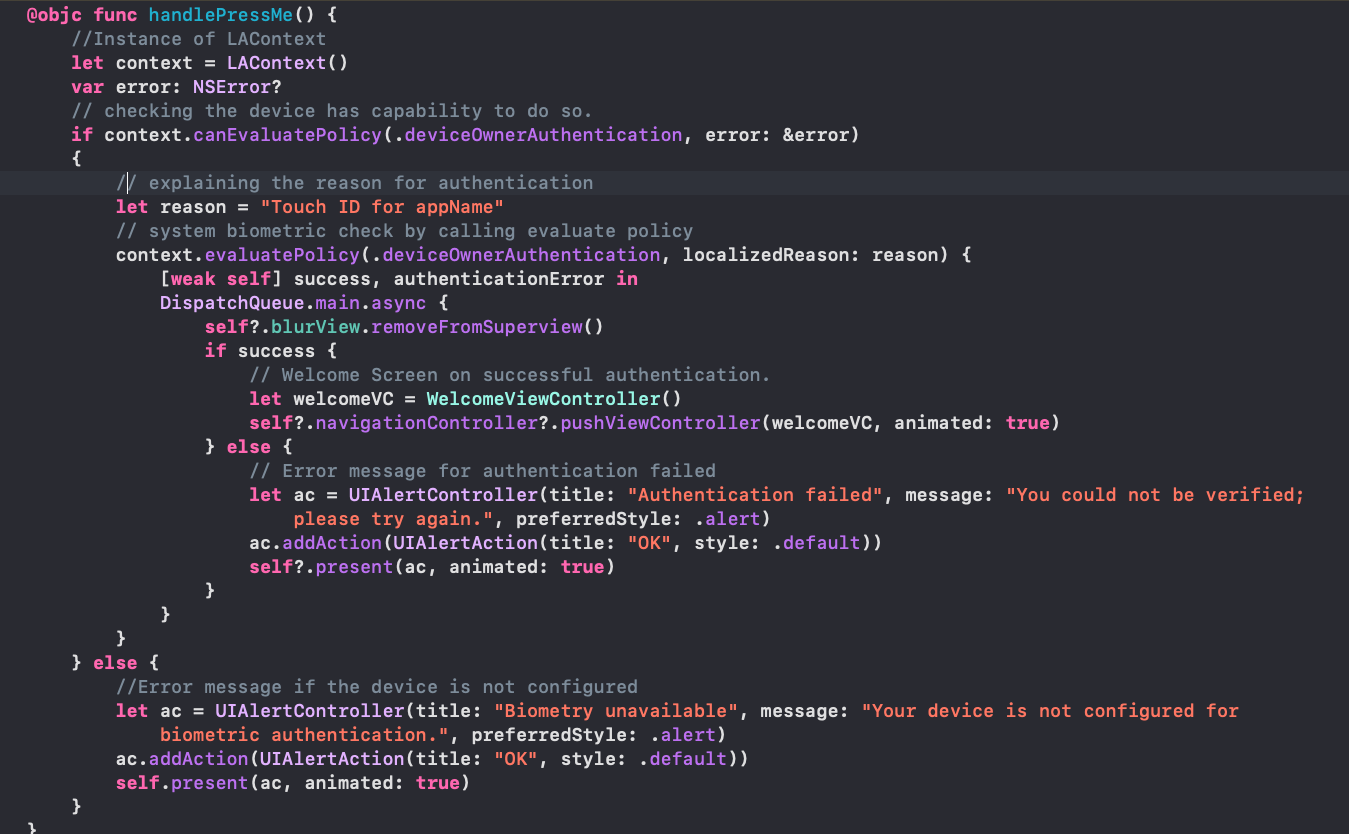 @objc func handlePressMe() {
//Instance of LAContext
let context = LAContext()
var error: NSError?
// checking the device has capability to do so.
if context.canEvaluatePolicy(.deviceOwnerAuthentication, error: &error)
{
// explaining the reason for authentication
let reason = "Touch ID for appName"
// system biometric check by calling evaluate policy
context.evaluatePolicy(.deviceOwnerAuthentication, localizedReason: reason) {
[weak self] success, authenticationError in
DispatchQueue.main.async {
self?.blurView.removeFromSuperview()
if success {
// Welcome Screen on successful authentication.
let welcomeVC = WelcomeViewController()
self?.navigationController?.pushViewController(welcomeVC, animated: true)
} else {
// Error message for authentication failed
let ac = UIAlertController(title: "Authentication failed", message: "You could not be verified;
please try again.", preferredStyle: .alert)
ac.addAction(UIAlertAction(title: "OK", style: .default))
self?.present(ac, animated: true)
}
}
}
} else {
//Error message if the device is not configured
let ac = UIAlertController(title: "Biometry unavailable", message: "Your device is not configured for
biometric authentication.", preferredStyle: .alert)
ac.addAction(UIAlertAction(title: "OK", style: .default))
self.present(ac, animated: true)
}
}